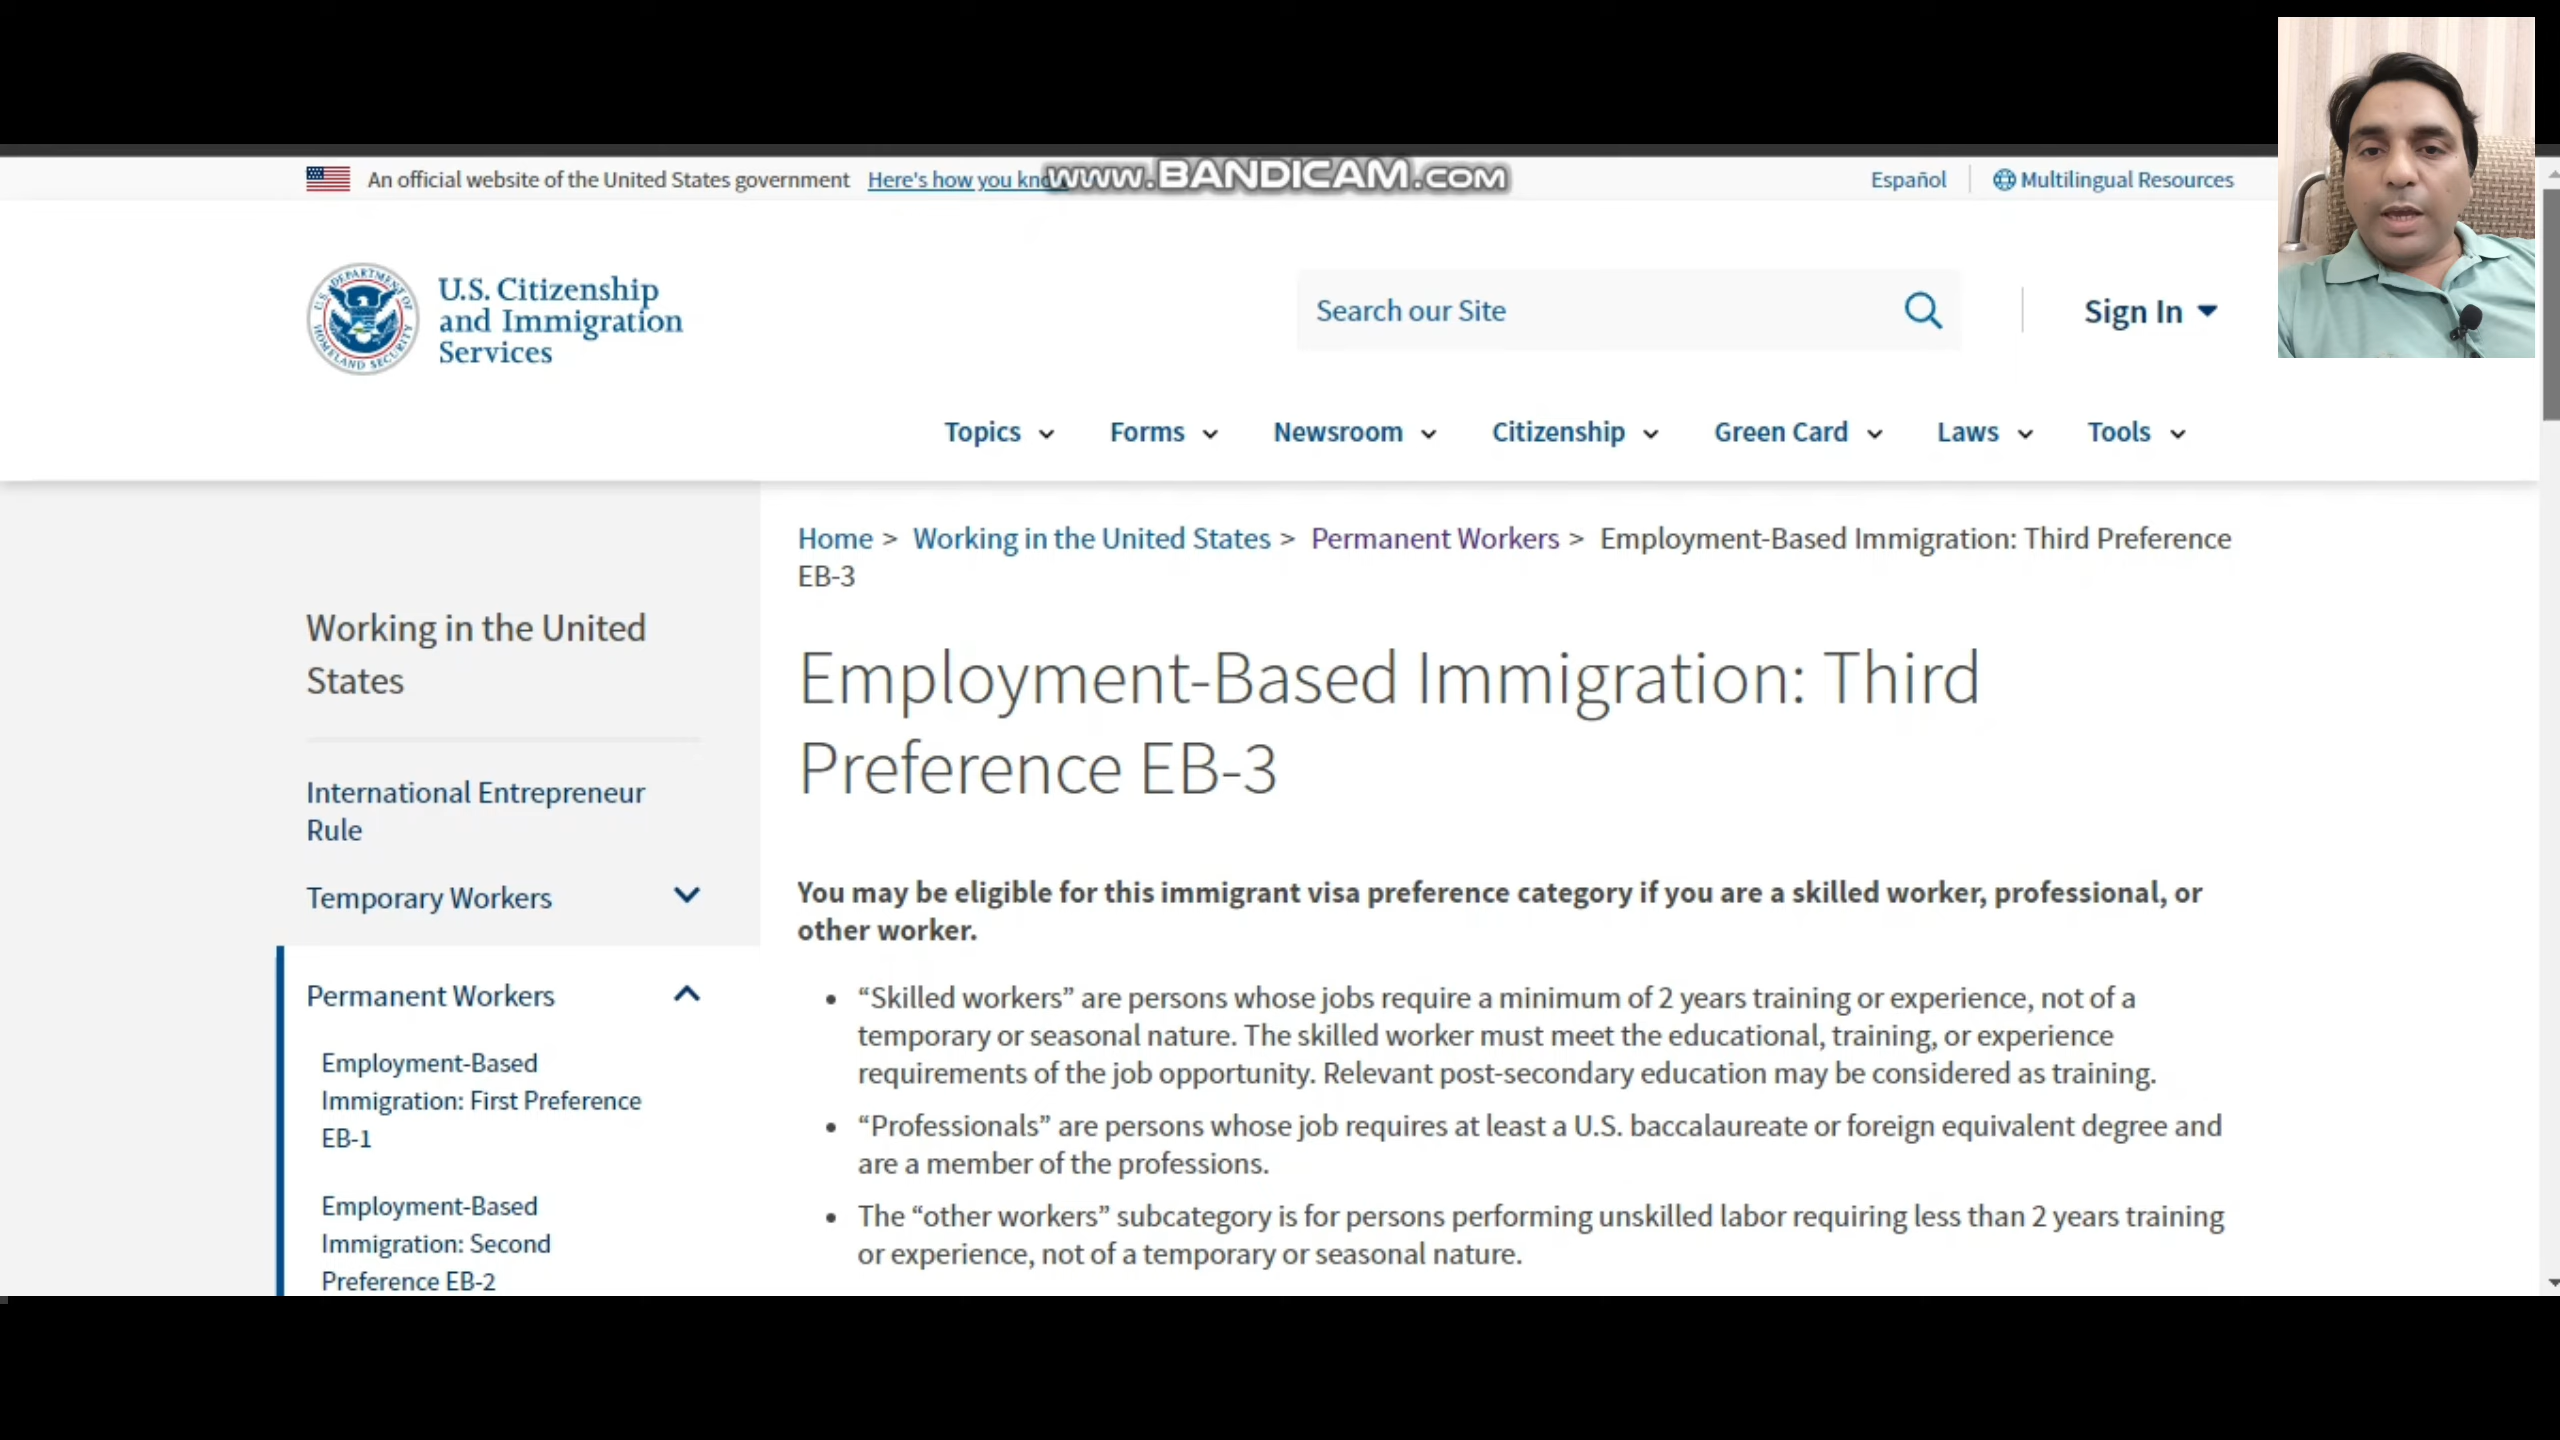 An official website of the United States government Here's how you kno
www.BANDICAM.com
Español Multilingual Resources
U.S. DEPARTMENT OF HOMELAND SECURITY
U.S. Citizenship
and Immigration
Services
Search our Site
Sign In
Topics Forms Newsroom Citizenship Green Card Laws Tools
Working in the United
States
International Entrepreneur
Rule
Temporary Workers
Permanent Workers
Employment-Based
Immigration: First Preference
EB-1
Employment-Based
Immigration: Second
Preference EB-2
Home > Working in the United States > Permanent Workers > Employment-Based Immigration: Third Preference
EB-3
Employment-Based Immigration: Third
Preference EB-3
You may be eligible for this immigrant visa preference category if you are a skilled worker, professional, or
other worker.
• “Skilled workers” are persons whose jobs require a minimum of 2 years training or experience, not of a
temporary or seasonal nature. The skilled worker must meet the educational, training, or experience
requirements of the job opportunity. Relevant post-secondary education may be considered as training.
• “Professionals” are persons whose job requires at least a U.S. baccalaureate or foreign equivalent degree and
are a member of the professions.
• The “other workers” subcategory is for persons performing unskilled labor requiring less than 2 years training
or experience, not of a temporary or seasonal nature.